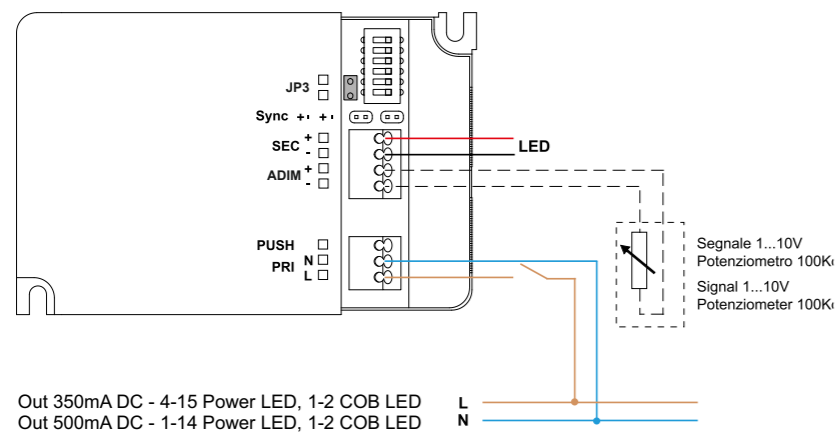 JP3
Sync +- +-
SEC + -
LED
ADIM + -
PUSH
PRI N L
Segnale 1...10V
Potenziometro 100K
Signal 1...10V
Potenziometer 100K
Out 350mA DC - 4-15 Power LED, 1-2 COB LED L
Out 500mA DC - 1-14 Power LED, 1-2 COB LED N